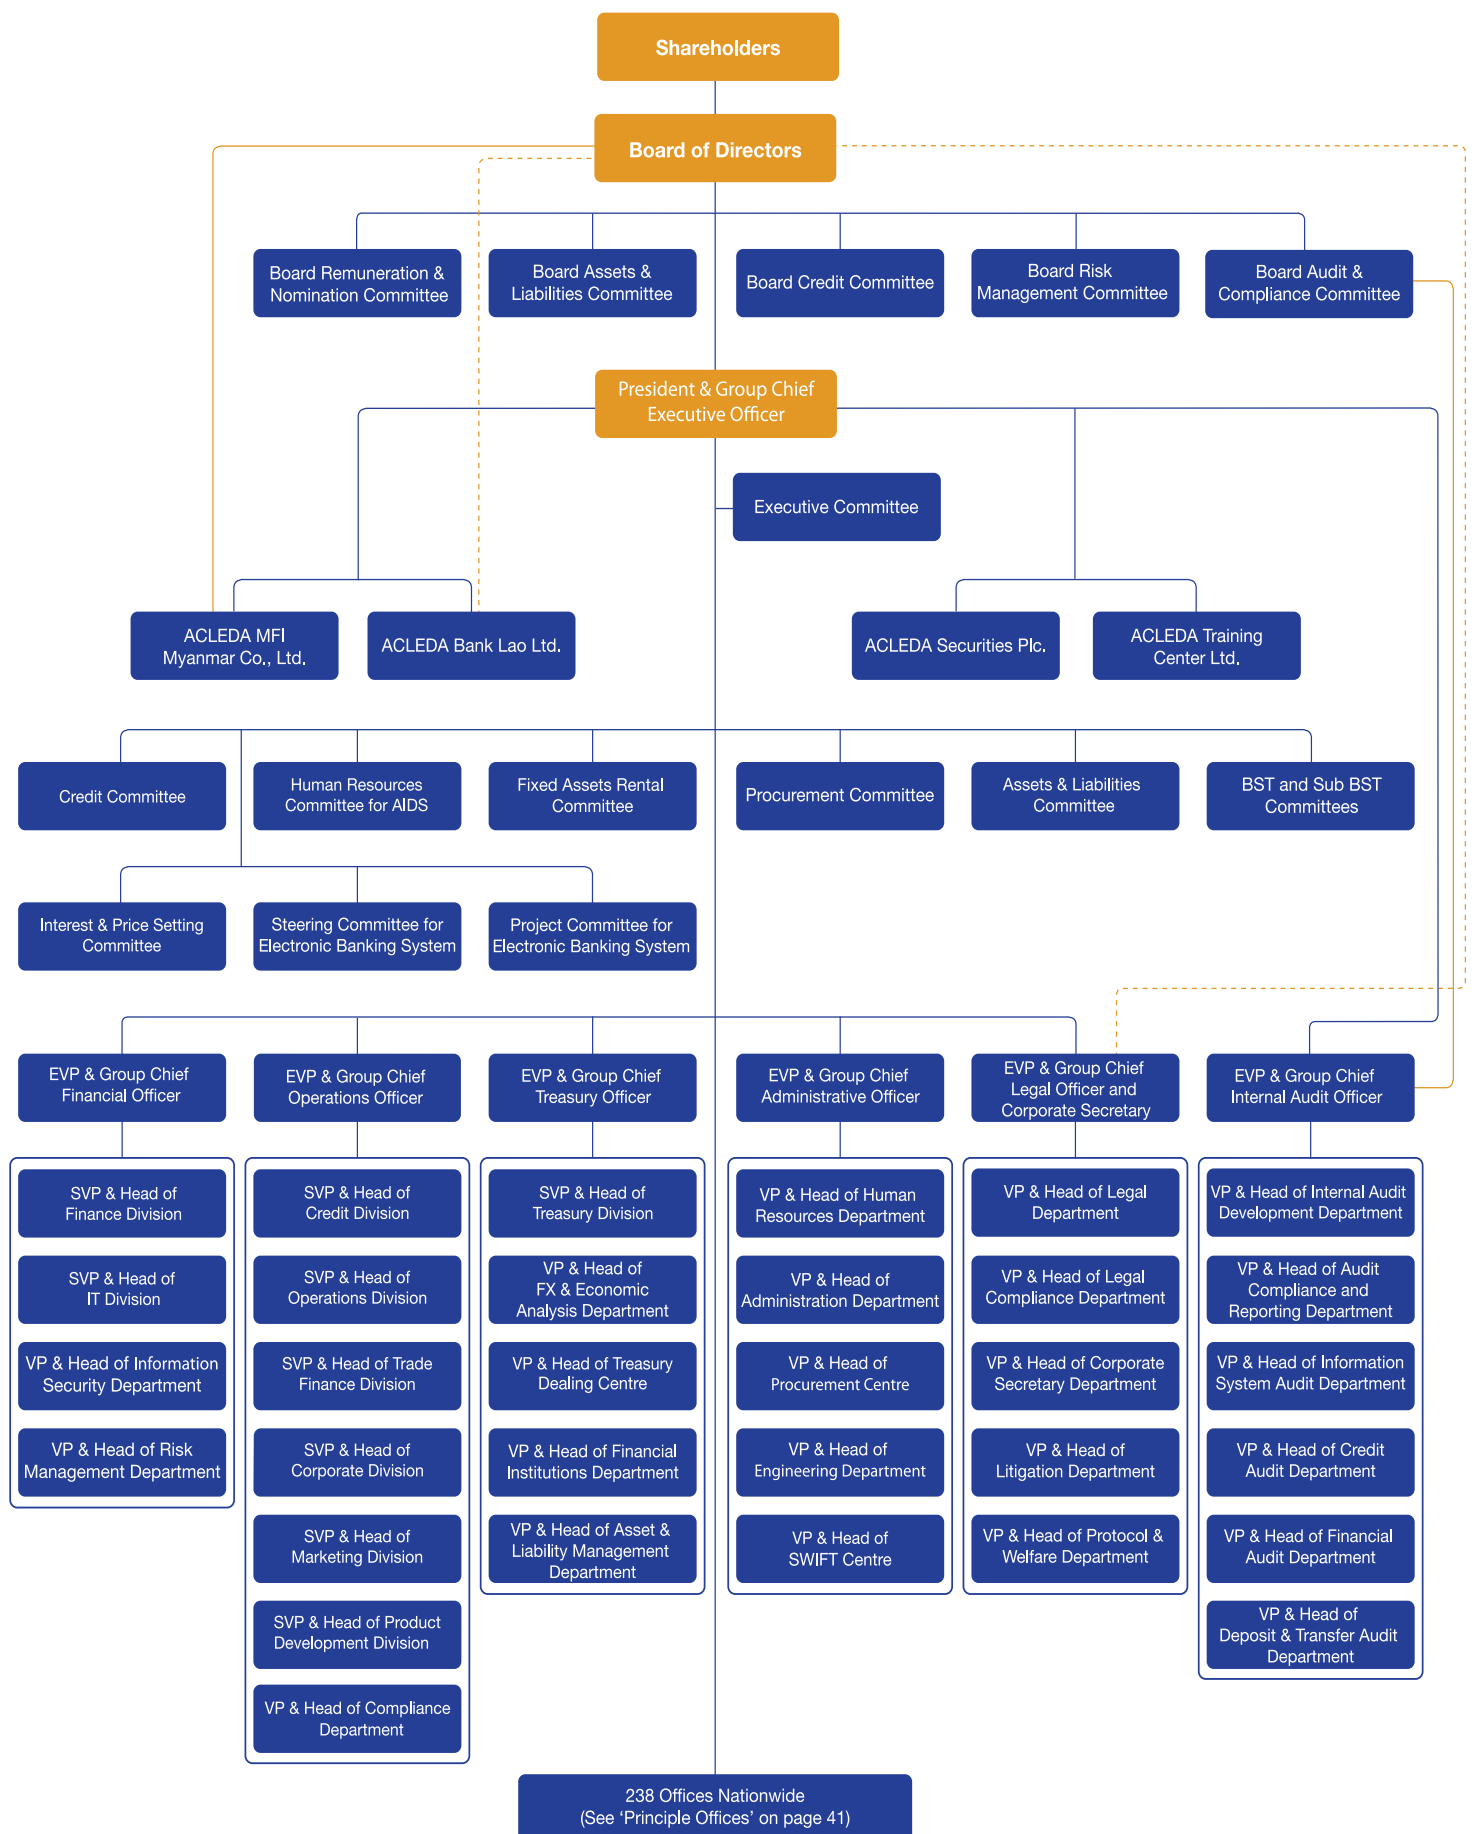 Shareholders
Board of Directors
Board Remuneration &
Nomination Committee
Board Assets &
Liabilities Committee
Board Credit Committee
Board Risk
Management Committee
Board Audit &
Compliance Committee
President & Group Chief
Executive Officer
Executive Committee
ACLEDA MFI
Myanmar Co., Ltd.
ACLEDA Bank Lao Ltd.
ACLEDA Securities Plc.
ACLEDA Training
Center Ltd.
Credit Committee
Human Resources
Committee for AIDS
Fixed Assets Rental
Committee
Procurement Committee
Assets & Liabilities
Committee
BST and Sub BST
Committees
Interest & Price Setting
Committee
Steering Committee for
Electronic Banking System
Project Committee for
Electronic Banking System
EVP & Group Chief
Financial Officer
EVP & Group Chief
Operations Officer
EVP & Group Chief
Treasury Officer
EVP & Group Chief
Administrative Officer
EVP & Group Chief
Legal Officer and
Corporate Secretary
EVP & Group Chief
Internal Audit Officer
SVP & Head of
Finance Division
SVP & Head of
IT Division
VP & Head of Information
Security Department
VP & Head of Risk
Management Department
SVP & Head of
Credit Division
SVP & Head of
Operations Division
SVP & Head of Trade
Finance Division
SVP & Head of
Corporate Division
SVP & Head of
Marketing Division
SVP & Head of Product
Development Division
VP & Head of Compliance
Department
SVP & Head of
Treasury Division
VP & Head of
FX & Economic
Analysis Department
VP & Head of Treasury
Dealing Centre
VP & Head of Financial
Institutions Department
VP & Head of Asset &
Liability Management
Department
VP & Head of Human
Resources Department
VP & Head of
Administration Department
VP & Head of
Procurement Centre
VP & Head of
Engineering Department
VP & Head of
SWIFT Centre
VP & Head of Legal
Department
VP & Head of Legal
Compliance Department
VP & Head of Corporate
Secretary Department
VP & Head of
Litigation Department
VP & Head of Protocol &
Welfare Department
VP & Head of Internal Audit
Development Department
VP & Head of Audit
Compliance and
Reporting Department
VP & Head of Information
System Audit Department
VP & Head of Credit
Audit Department
VP & Head of Financial
Audit Department
VP & Head of
Deposit & Transfer Audit
Department
238 Offices Nationwide
(See ‘Principle Offices’ on page 41)